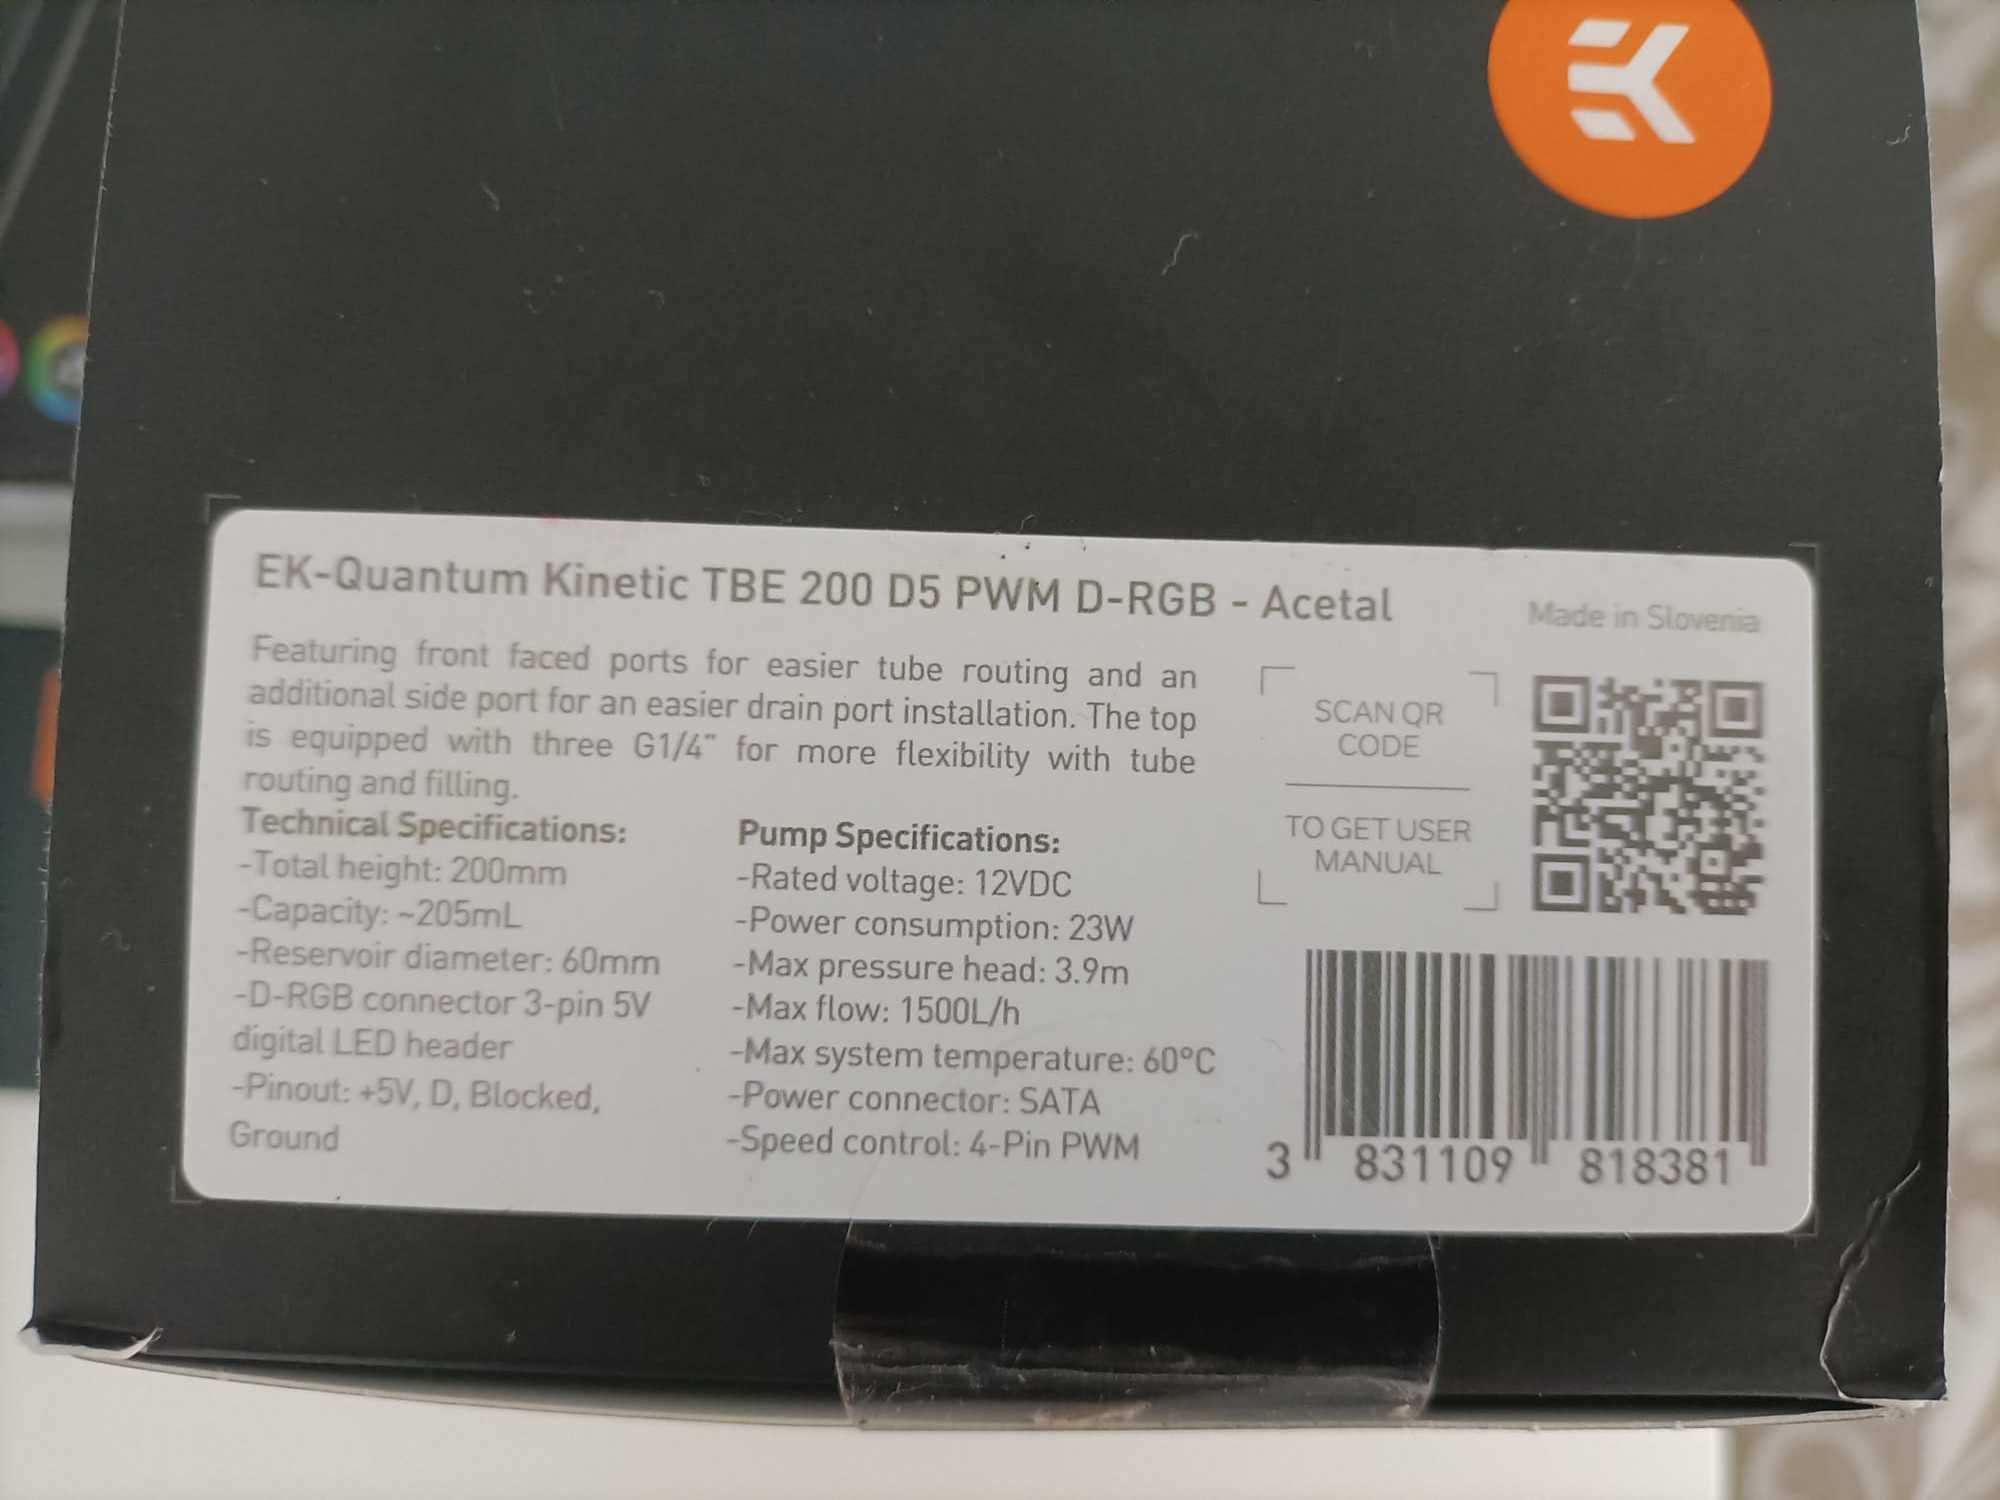 EK
EK-Quantum Kinetic TBE 200 D5 PWM D-RGB - Acetal
Made in Slovenia
Featuring front faced ports for easier tube routing and an
additional side port for an easier drain port installation. The top
is equipped with three G1/4" for more flexibility with tube
routing and filling.
Technical Specifications:
-Total height: 200mm
-Capacity: ~205mL
-Reservoir diameter: 60mm
-D-RGB connector 3-pin 5V
digital LED header
-Pinout: +5V, D, Blocked,
Ground
Pump Specifications:
-Rated voltage: 12VDC
-Power consumption: 23W
-Max pressure head: 3.9m
-Max flow: 1500L/h
-Max system temperature: 60°C
-Power connector: SATA
-Speed control: 4-Pin PWM
SCAN QR
CODE
TO GET USER
MANUAL
3 831109 818381